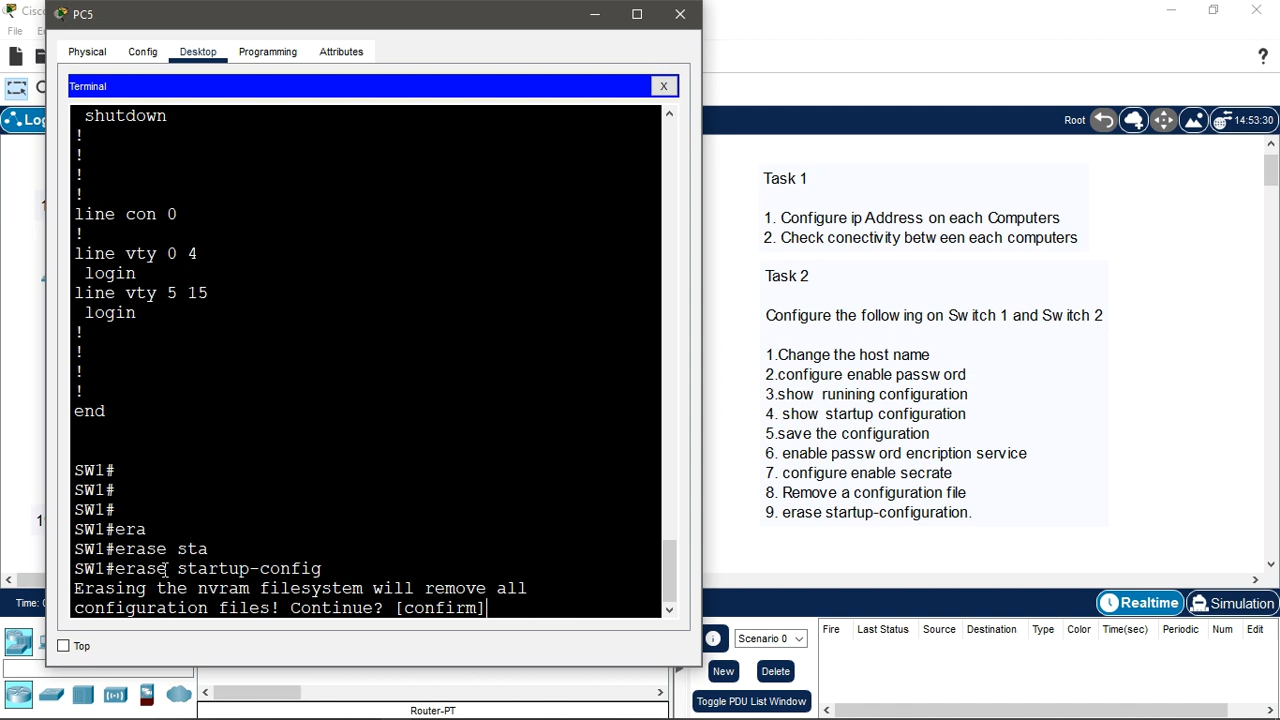 Cisc
PC5
File
E
Physical
Config
Desktop
Programming
Attributes
Terminal
X
shutdown
!
!
!
!
line con 0
!
line vty 0 4
login
line vty 5 15
login
!
!
!
!
end
SW1#
SW1#
SW1#
SW1#era
SW1#erase sta
SW1#erase startup-config
Erasing the nvram filesystem will remove all
configuration files! Continue? [confirm]
Top
Log
Root
14:53:30
1
Task 1
1. Configure ip Address on each Computers
2. Check conectivity betw een each computers
Task 2
Configure the follow ing on Sw itch 1 and Sw itch 2
1.Change the host name
2.configure enable passw ord
3.show runining configuration
4. show startup configuration
5.save the configuration
6. enable passw ord encription service
7. configure enable secrate
8. Remove a configuration file
9. erase startup-configuration.
19
Time: 0
Realtime
Simulation
Scenario 0
New
Delete
Toggle PDU List Window
Fire
Last Status
Source
Destination
Type
Color
Time(sec)
Periodic
Num
Edit
Router-PT